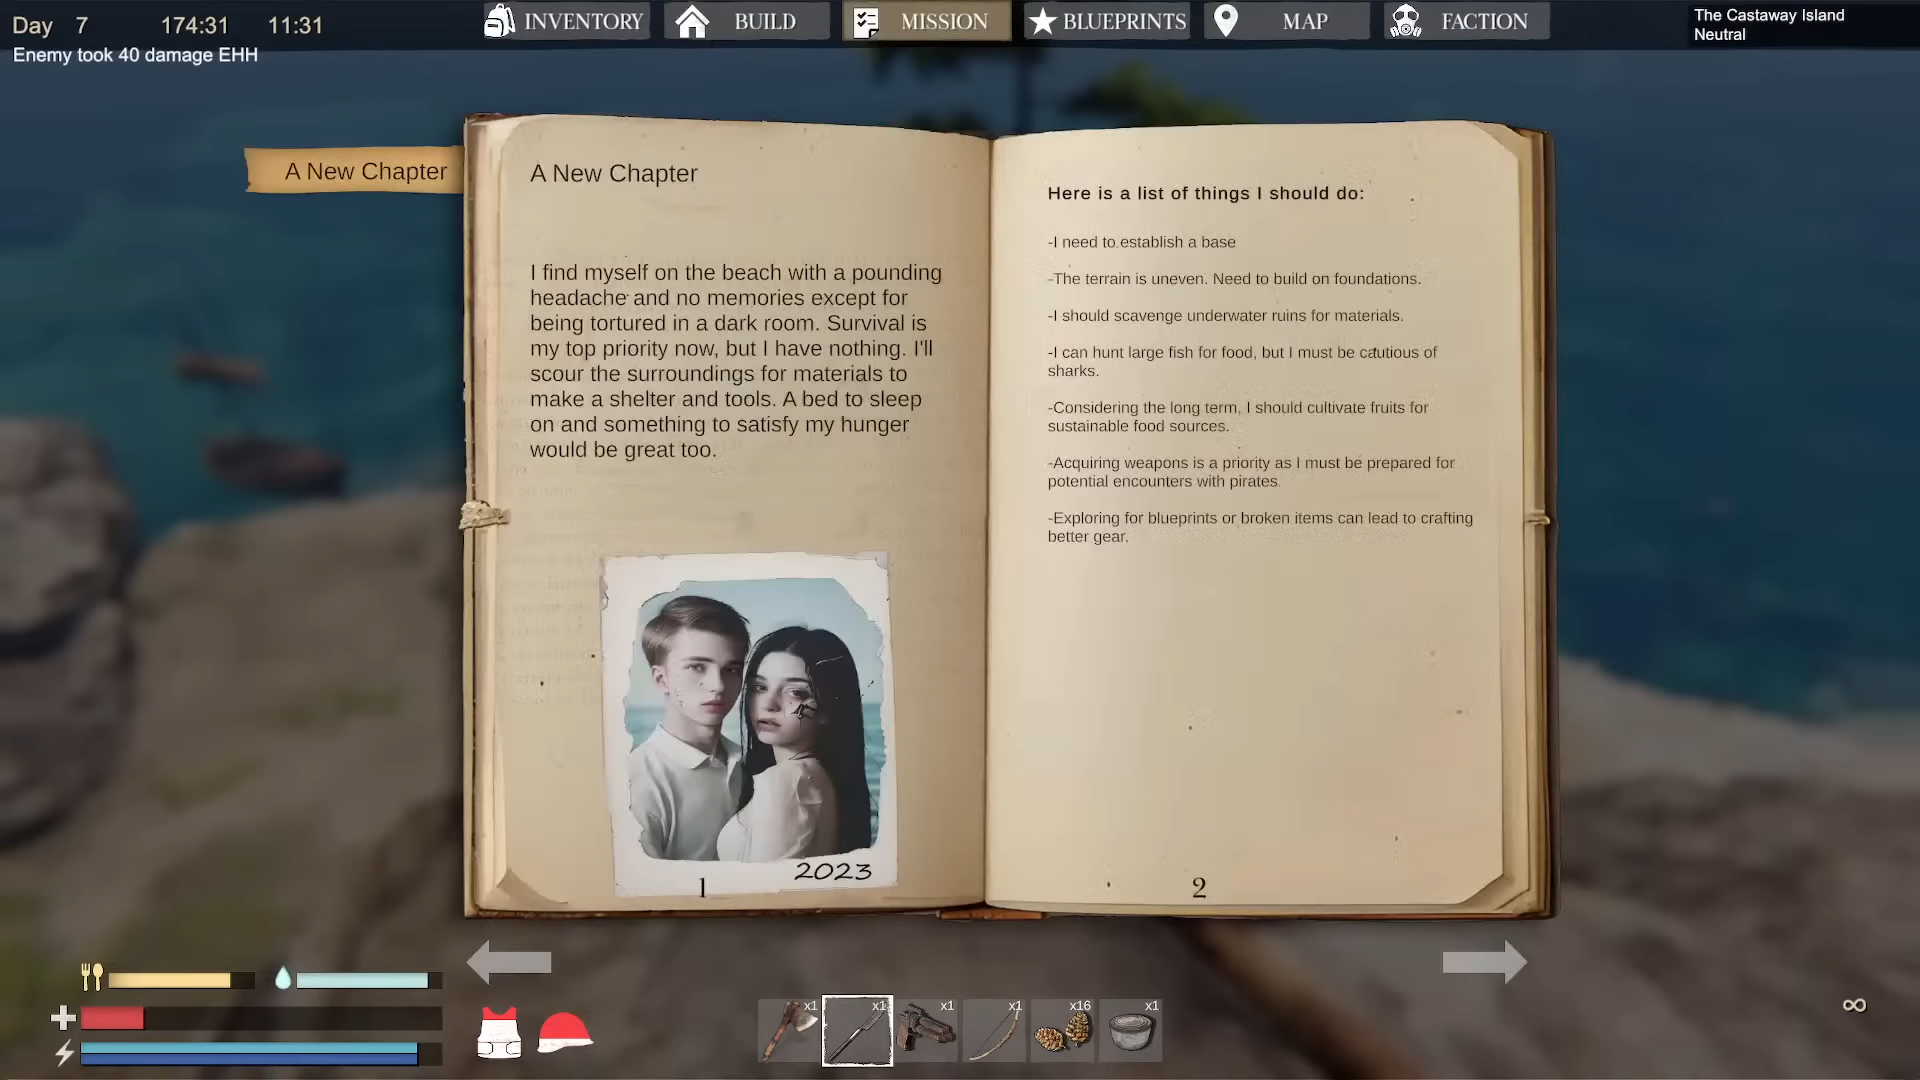 Day 7 174:31 11:31
INVENTORY
BUILD
MISSION
BLUEPRINTS
MAP
FACTION
The Castaway Island
Neutral
Enemy took 40 damage EHH
A New Chapter
A New Chapter
I find myself on the beach with a pounding
headache and no memories except for
being tortured in a dark room. Survival is
my top priority now, but I have nothing. I'll
scour the surroundings for materials to
make a shelter and tools. A bed to sleep
on and something to satisfy my hunger
would be great too.
2023
1
Here is a list of things I should do:
-I need to establish a base
-The terrain is uneven. Need to build on foundations.
-I should scavenge underwater ruins for materials.
-I can hunt large fish for food, but I must be cautious of
sharks.
-Considering the long term, I should cultivate fruits for
sustainable food sources.
-Acquiring weapons is a priority as I must be prepared for
potential encounters with pirates.
-Exploring for blueprints or broken items can lead to crafting
better gear.
2
x1
x1
x1
x1
x16
x1
∞